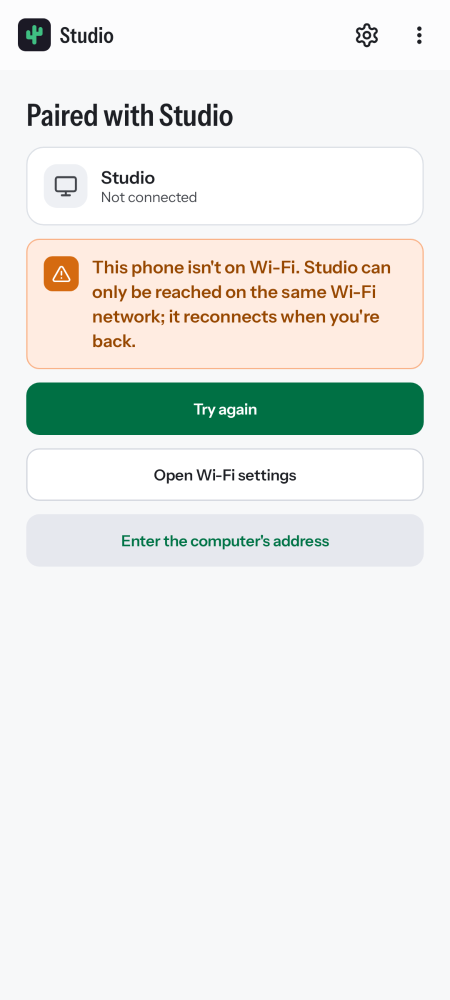 Studio
Paired with Studio
Studio
Not connected
This phone isn't on Wi-Fi. Studio can
only be reached on the same Wi-Fi
network; it reconnects when you're
back.
Try again
Open Wi-Fi settings
Enter the computer's address